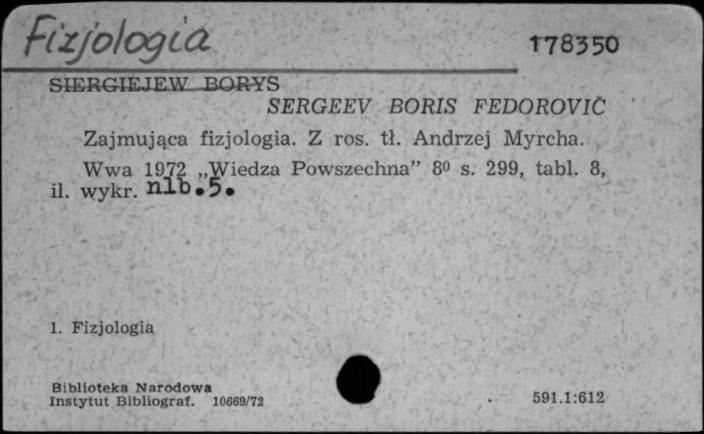 Fizjologia
178350
SIERGIEJEW BORYS
SERGEEV BORIS FEDOROVIČ
Zajmująca fizjologia. Z ros. tł. Andrzej Myrcha.
Wwa 1972 „Wiedza Powszechna” 8⁰ s. 299, tabl. 8,
il. wykr. nlb.5.
1. Fizjologia
Biblioteka Narodowa
Instytut Bibliograf. 10669/72
591.1:612